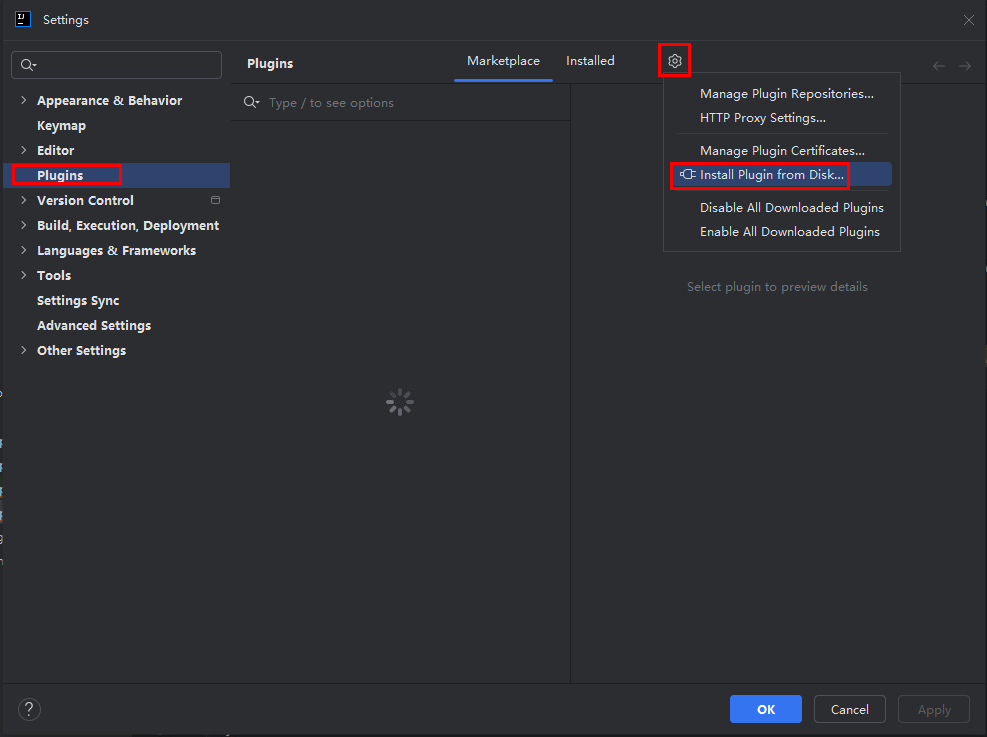 Settings
Plugins
Marketplace
Installed
Type / to see options
Appearance & Behavior
Keymap
Editor
Plugins
Version Control
Build, Execution, Deployment
Languages & Frameworks
Tools
Settings Sync
Advanced Settings
Other Settings
Manage Plugin Repositories...
HTTP Proxy Settings...
Manage Plugin Certificates...
Install Plugin from Disk...
Disable All Downloaded Plugins
Enable All Downloaded Plugins
Select plugin to preview details
?
OK
Cancel
Apply